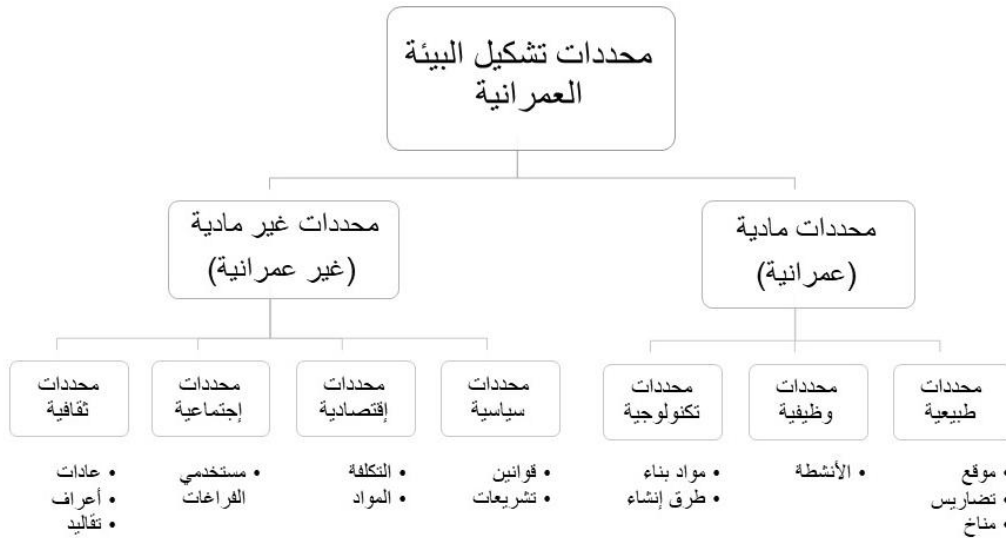 محددات تشكيل البيئة
العمرانية
محددات مادية
(عمرانية)
محددات غير مادية
(غير عمرانية)
محددات
طبيعية
محددات
وظيفية
محددات
تكنولوجية
محددات
سياسية
محددات
إقتصادية
محددات
إجتماعية
محددات
ثقافية
• موقع
• تضاريس
• مناخ
• الأنشطة
• مواد بناء
• طرق إنشاء
• قوانين
• تشريعات
• التكلفة
• المواد
• مستخدمي
الفراغات
• عادات
• أعراف
• تقاليد